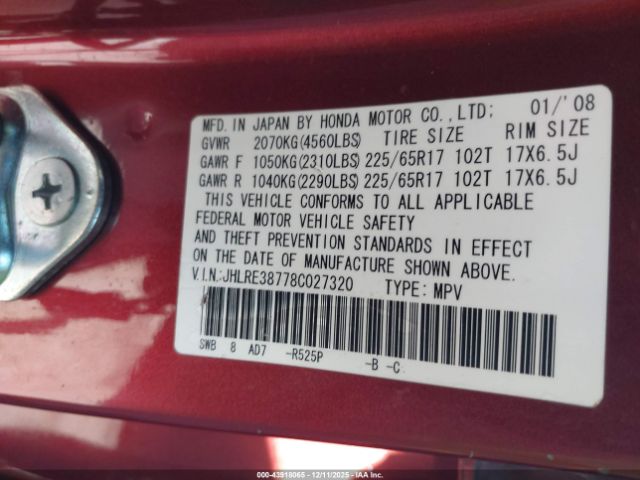 MFD. IN JAPAN BY HONDA MOTOR CO., LTD; 01/'08
GVWR 2070KG(4560LBS) TIRE SIZE RIM SIZE
GAWR F 1050KG(2310LBS) 225/65R17 102T 17X6.5J
GAWR R 1040KG(2290LBS) 225/65R17 102T 17X6.5J
THIS VEHICLE CONFORMS TO ALL APPLICABLE
FEDERAL MOTOR VEHICLE SAFETY
AND THEFT PREVENTION STANDARDS IN EFFECT
ON THE DATE OF MANUFACTURE SHOWN ABOVE.
V.I.N.:JHLRE38778C027320 TYPE: MPV
SWB 8 AD7 -R525P -B -C
000-43918065 - 12/11/2025 - IAA Holdings, LLC